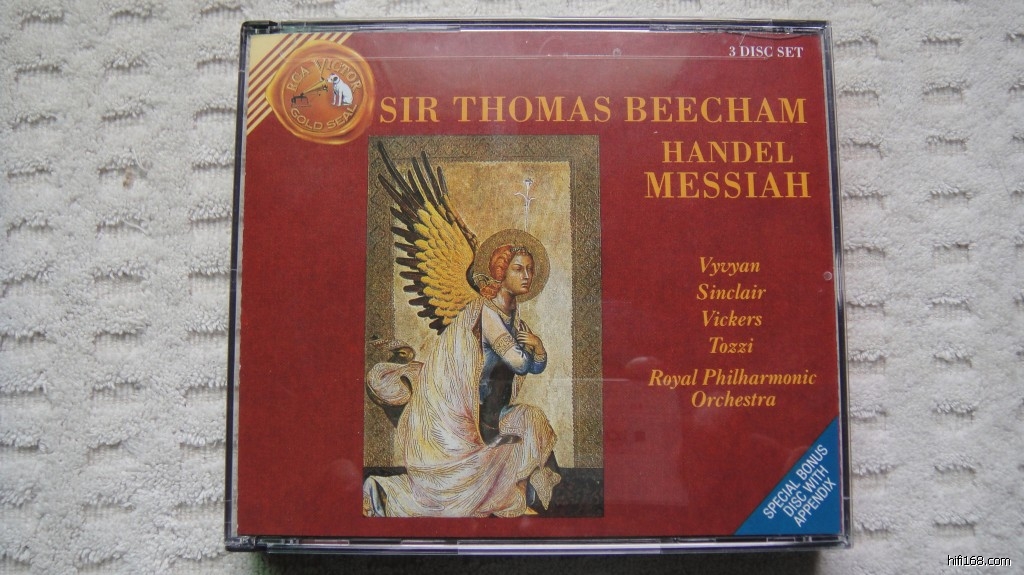 3 DISC SET
RCA VICTOR
GOLD SEAL
SIR THOMAS BEECHAM
HANDEL
MESSIAH
Vyvyan
Sinclair
Vickers
Tozzi
Royal Philharmonic
Orchestra
SPECIAL BONUS
DISC WITH
APPENDIX
hifi168.com